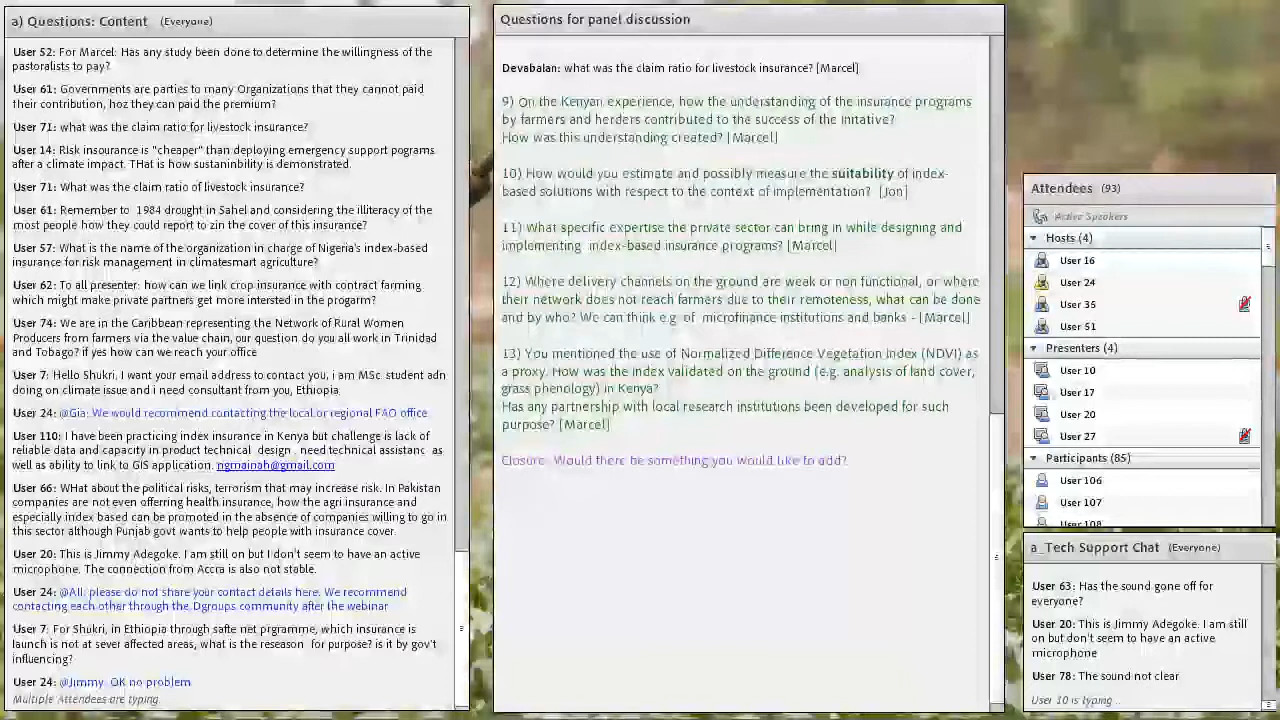 a) Questions: Content (Everyone)
User 52: For Marcel: Has any study been done to determine the willingness of the
pastoralists to pay?
User 61: Governments are parties to many Organizations that they cannot paid
their contribution, hoz they can paid the premium?
User 71: what was the claim ratio for livestock insurance?
User 14: Risk insourance is "cheaper" than deploying emergency support pograms
after a climate impact. THat is how sustaninbility is demonstrated.
User 71: What was the claim ratio of livestock insurance?
User 61: Remember to 1984 drought in Sahel and considering the illiteracy of the
most people how they could report to zin the cover of this insurance?
User 57: What is the name of the organization in charge of Nigeria's index-based
insurance for risk management in climatesmart agriculture?
User 62: To all presenter: how can we link crop insurance with contract farming
which might make private partners get more intersted in the progarm?
User 74: We are in the Caribbean representing the Network of Rural Women
Producers from farmers via the value chain, our question do you all work in Trinidad
and Tobago? if yes how can we reach your office
User 7: Hello Shukri, I want your email address to contact you, i am MSc. student adn
doing on climate issue and i need consultant from you, Ethiopia.
User 24: @Gia: We would recommend contacting the local or regional FAO office
User 110: I have been practicing index insurance in Kenya but challenge is lack of
reliable data and capacity in product technical design . need technical assistanc as
well as ability to link to GIS application. ngmainah@gmail.com
User 66: WHat about the political risks, terrorism that may increase risk. In Pakistan
companies are not even offerring health insurance, how the agri insurance and
especially index based can be promoted in the absence of companies willing to go in
this sector although Punjab govt wants to help people with insurance cover.
User 20: This is Jimmy Adegoke. I am still on but I don't seem to have an active
microphone. The connection from Accra is also not stable.
User 24: @All: please do not share your contact details here. We recommend
contacting each other through the Dgroups community after the webinar
User 7: For Shukri, in Ethiopia through safte net prgramme, which insurance is
launch is not at sever affected areas, what is the reseason for purpose? is it by gov't
influencing?
User 24: @Jimmy: OK no problem
Multiple Attendees are typing
Questions for panel discussion
Devabalan: what was the claim ratio for livestock insurance? [Marcel]
9) On the Kenyan experience, how the understanding of the insurance programs
by farmers and herders contributed to the success of the initative?
How was this understanding created? [Marcel]
10) How would you estimate and possibly measure the suitability of index-
based solutions with respect to the context of implementation? [Jon]
11) What specific expertise the private sector can bring in while designing and
implementing index-based insurance programs? [Marcel]
12) Where delivery channels on the ground are weak or non functional, or where
their network does not reach farmers due to their remoteness, what can be done
and by who? We can think e.g. of microfinance institutions and banks - [Marcel]
13) You mentioned the use of Normalized Difference Vegetation Index (NDVI) as
a proxy. How was the index validated on the ground (e.g. analysis of land cover,
grass phenology) in Kenya?
Has any partnership with local research institutions been developed for such
purpose? [Marcel]
Closure: Would there be something you would like to add?
Attendees (93)
Active Speakers
Hosts (4)
User 16
User 24
User 35
User 51
Presenters (4)
User 10
User 17
User 20
User 27
Participants (85)
User 106
User 107
User 108
a_Tech Support Chat (Everyone)
User 63: Has the sound gone off for
everyone?
User 20: This is Jimmy Adegoke. I am still
on but don't seem to have an active
microphone
User 78: The sound not clear
User 10 is typing ..